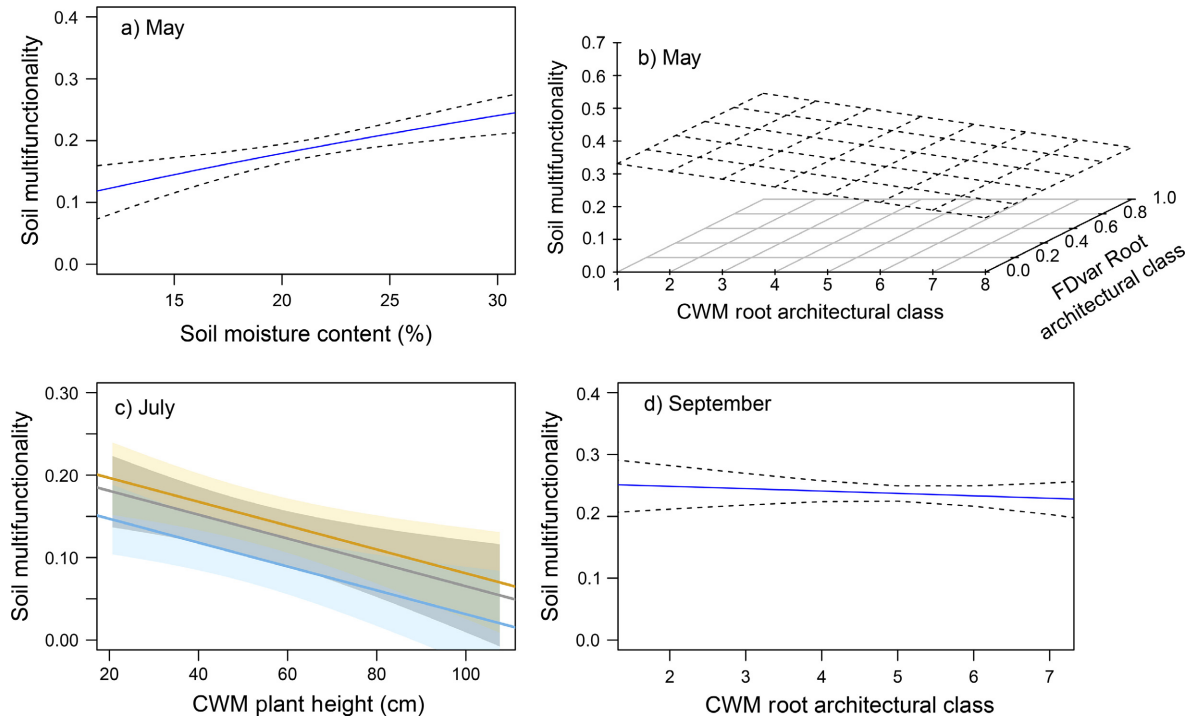 a) May
Soil multifunctionality
0.4
0.3
0.2
0.1
0.0
15 20 25 30
Soil moisture content (%)
b) May
Soil multifunctionality
0.7
0.6
0.5
0.4
0.3
0.2
0.1
0.0
1 2 3 4 5 6 7 8
CWM root architectural class
0.0 0.2 0.4 0.6 0.8 1.0
FDvar Root
architectural class
c) July
Soil multifunctionality
0.30
0.20
0.10
0.00
20 40 60 80 100
CWM plant height (cm)
d) September
Soil multifunctionality
0.4
0.3
0.2
0.1
0.0
2 3 4 5 6 7
CWM root architectural class